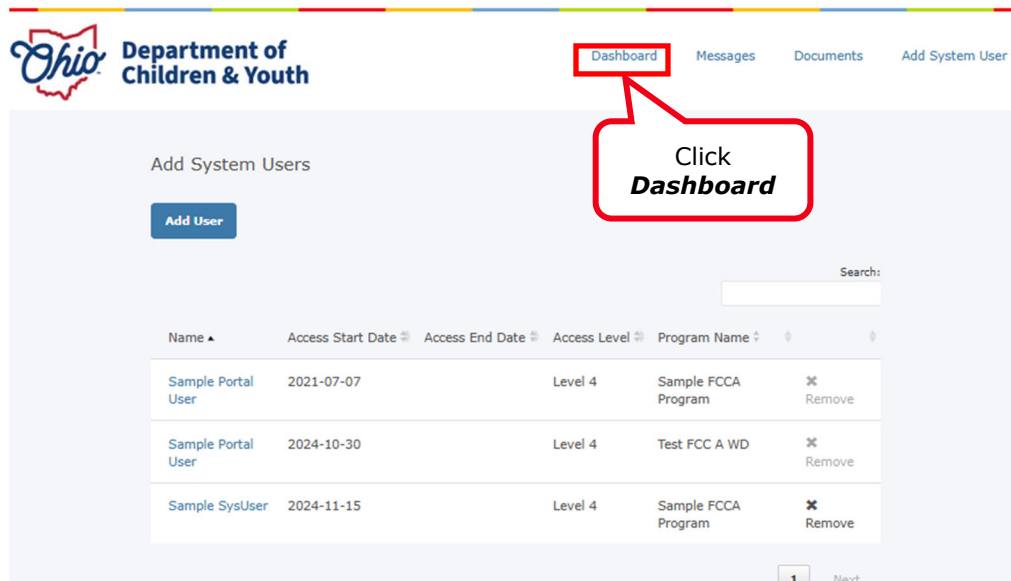 Ohio
Department of
Children & Youth
Dashboard Messages Documents Add System User
Click
Dashboard
Add System Users
Add User
Search:
Name Access Start Date Access End Date Access Level Program Name
Sample Portal User 2021-07-07 Level 4 Sample FCCA Program Remove
Sample Portal User 2024-10-30 Level 4 Test FCC A WD Remove
Sample SysUser 2024-11-15 Level 4 Sample FCCA Program Remove
1 Next